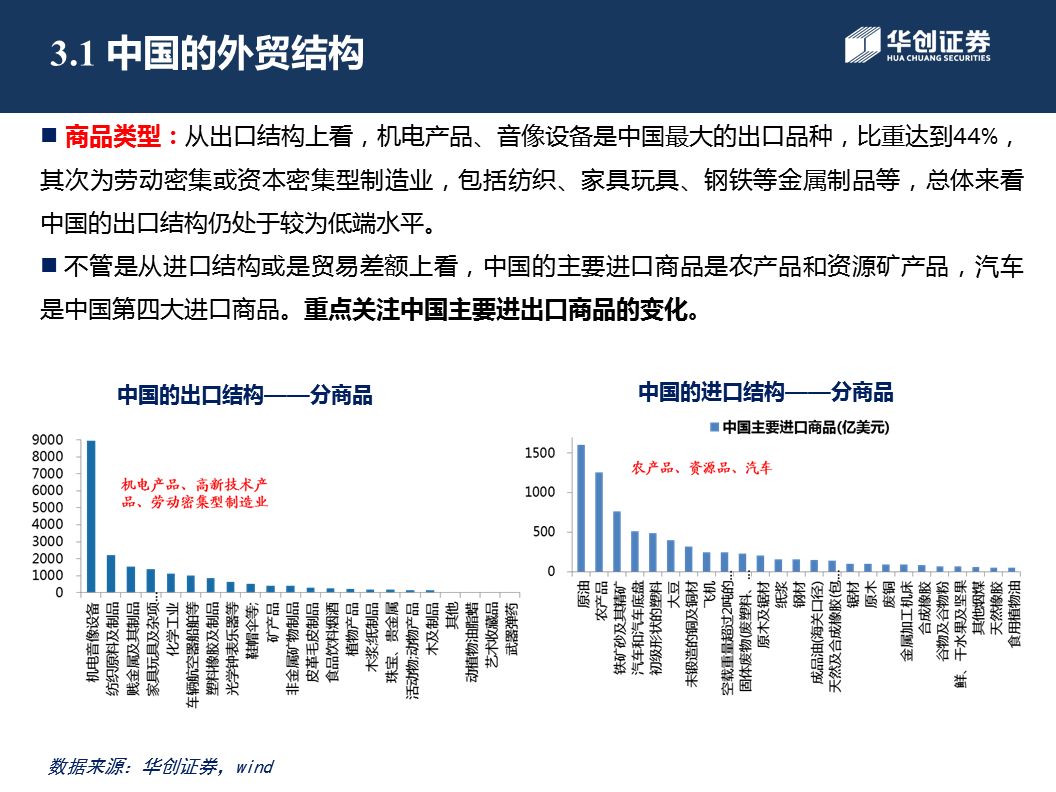 3.1 中国的外贸结构
华创证券
HUA CHUANG SECURITIES
■ 商品类型：从出口结构上看，机电产品、音像设备是中国最大的出口品种，比重达到44%，
其次为劳动密集或资本密集型制造业，包括纺织、家具玩具、钢铁等金属制品等，总体来看
中国的出口结构仍处于较为低端水平。
■ 不管是从进口结构或是贸易差额上看，中国的主要进口商品是农产品和资源矿产品，汽车
是中国第四大进口商品。重点关注中国主要进出口商品的变化。
中国的出口结构——分商品
9000
8000
7000
6000
5000
4000
3000
2000
1000
0
机电产品、高新技术产
品、劳动密集型制造业
机电音像设备
纺织原料及制品
贱金属及其制品
家具玩具及杂项…
化学工业
车辆航空器船舶等
塑料橡胶及制品
光学钟表乐器等
鞋帽伞等,
矿产品
非金属矿物制品
皮革毛皮制品
食品饮料烟酒
植物产品
木浆;纸制品
珠宝、贵金属
活动物;动物产品
木及制品
其他
动植物油脂蜡
艺术收藏品
武器弹药
中国的进口结构——分商品
中国主要进口商品(亿美元)
1500
1000
500
0
农产品、资源品、汽车
原油
农产品
铁矿砂及其精矿
汽车和汽车底盘
初级形状的塑料
大豆
未锻造的铜及铜材
飞机
空载重量超过2吨的…
固体废物(废塑料、…
原木及锯材
纸浆
钢材
成品油(海关口径)
天然及合成橡胶(包…
锯材
原木
废铜
金属加工机床
合成橡胶
谷物及谷物粉
鲜、干水果及坚果
其他烟煤
天然橡胶
食用植物油
数据来源：华创证券，wind